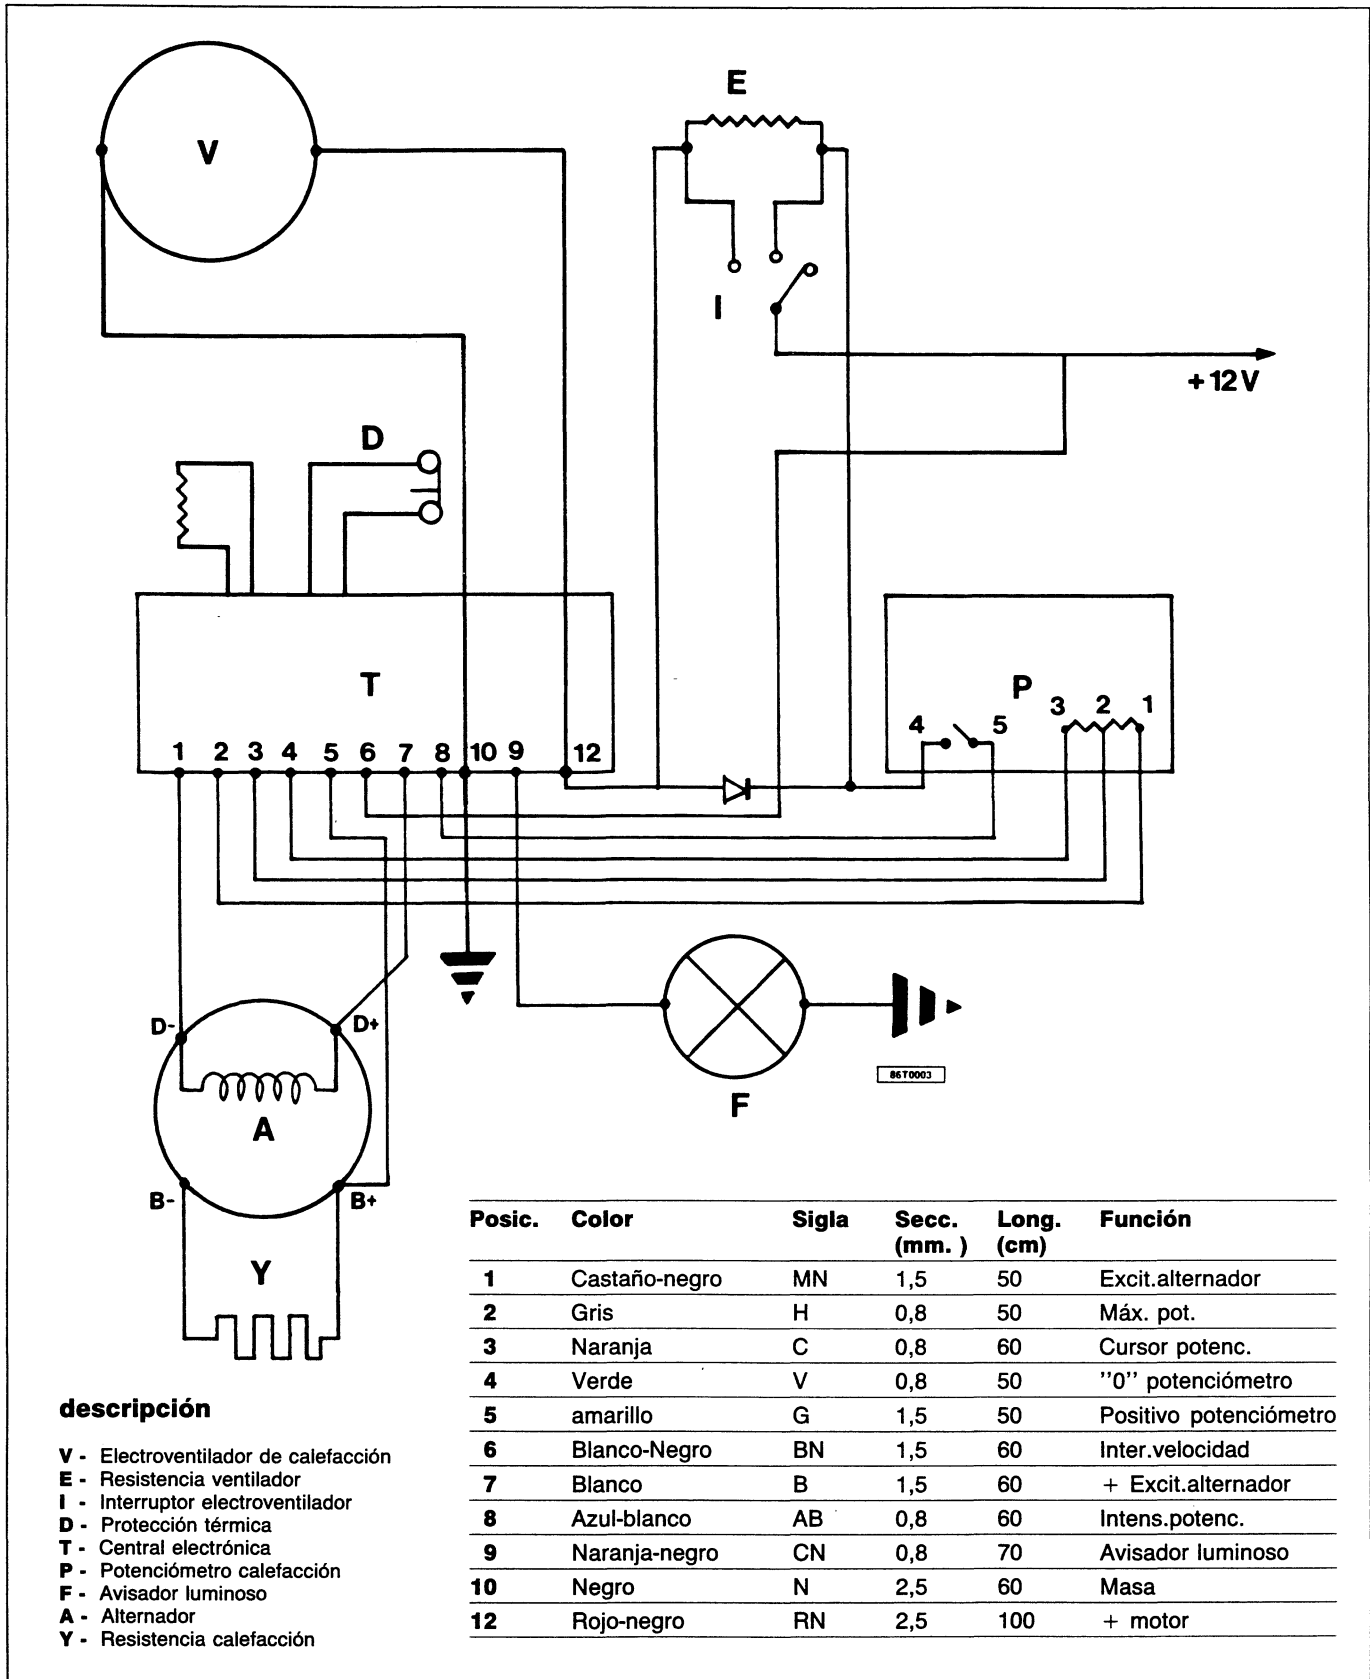 E
V
I
+12V
D
T
P
3 2 1
4 5
1 2 3 4 5 6 7 8 10 9 12
D- D+
86T0003
A
F
B- B+
Y
Posic. Color Sigla Secc. (mm. ) Long. (cm) Función
1 Castaño-negro MN 1,5 50 Excit.alternador
2 Gris H 0,8 50 Máx. pot.
3 Naranja C 0,8 60 Cursor potenc.
4 Verde V 0,8 50 ''0'' potenciómetro
5 amarillo G 1,5 50 Positivo potenciómetro
6 Blanco-Negro BN 1,5 60 Inter.velocidad
7 Blanco B 1,5 60 + Excit.alternador
8 Azul-blanco AB 0,8 60 Intens.potenc.
9 Naranja-negro CN 0,8 70 Avisador luminoso
10 Negro N 2,5 60 Masa
12 Rojo-negro RN 2,5 100 + motor
descripción
V - Electroventilador de calefacción
E - Resistencia ventilador
I - Interruptor electroventilador
D - Protección térmica
T - Central electrónica
P - Potenciómetro calefacción
F - Avisador luminoso
A - Alternador
Y - Resistencia calefacción